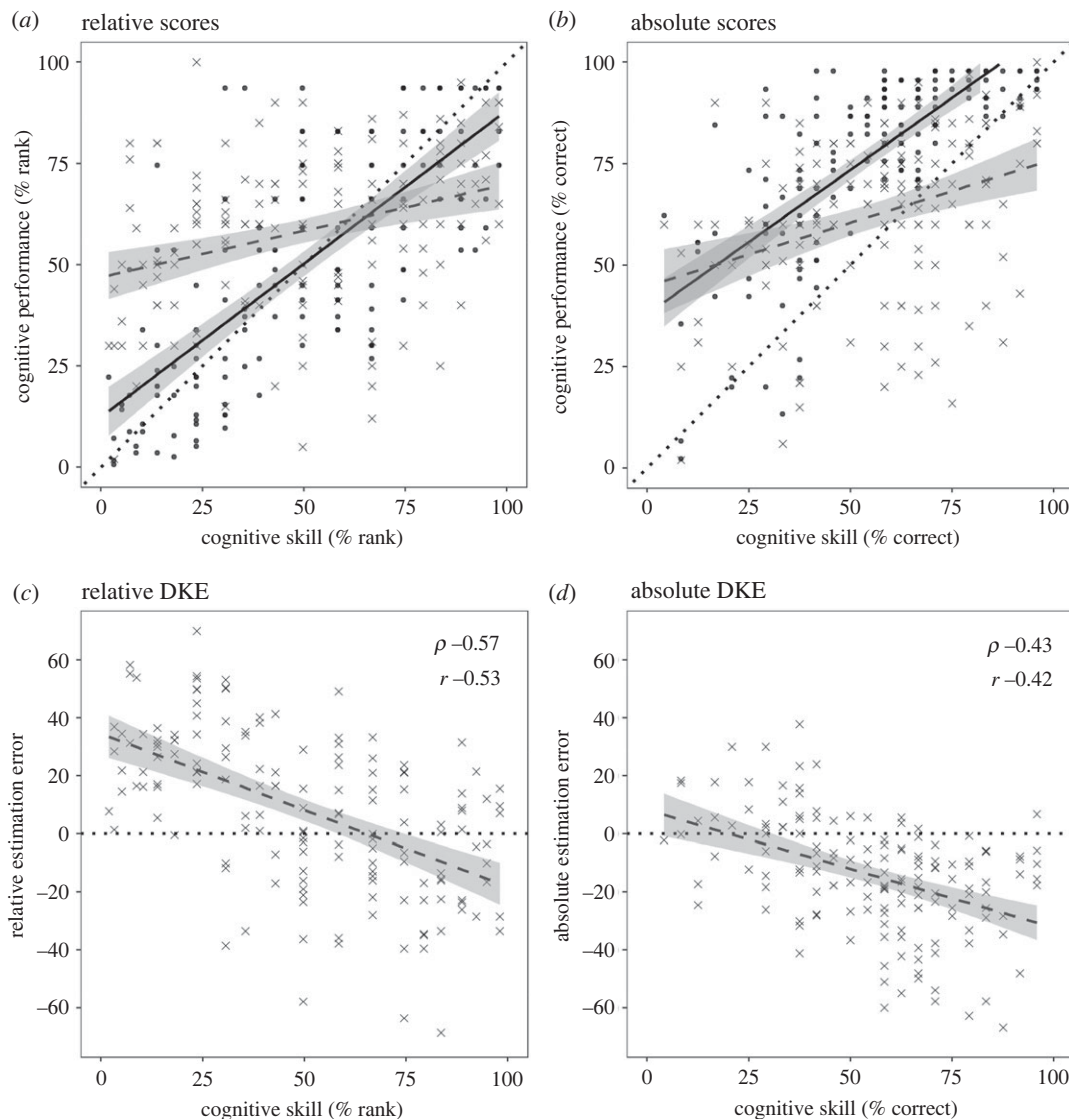 (a) relative scores
100
75
50
25
0
cognitive performance (% rank)
0 25 50 75 100
cognitive skill (% rank)
(b) absolute scores
100
75
50
25
0
cognitive performance (% correct)
0 25 50 75 100
cognitive skill (% correct)
(c) relative DKE
ρ –0.57
r –0.53
60
40
20
0
–20
–40
–60
relative estimation error
0 25 50 75 100
cognitive skill (% rank)
(d) absolute DKE
ρ –0.43
r –0.42
60
40
20
0
–20
–40
–60
absolute estimation error
0 25 50 75 100
cognitive skill (% correct)